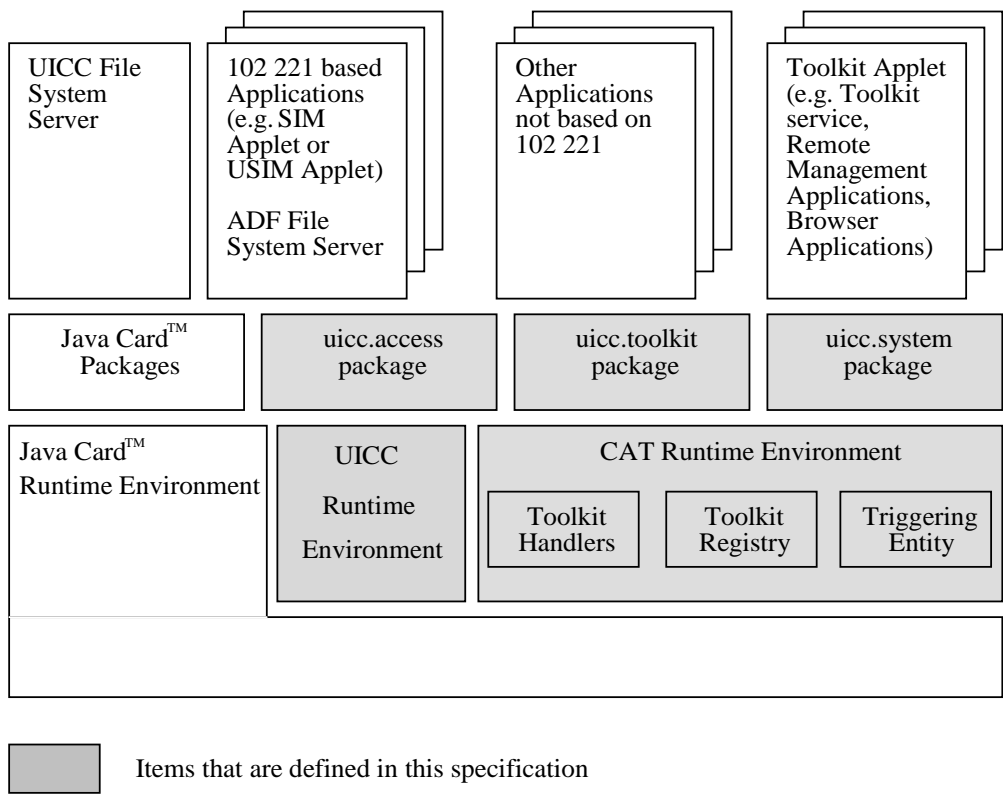 UICC File
System
Server
102 221 based
Applications
(e.g. SIM
Applet or
USIM Applet)
ADF File
System Server
Other
Applications
not based on
102 221
Toolkit Applet
(e.g. Toolkit
service,
Remote
Management
Applications,
Browser
Applications)
Java Card™
Packages
uicc.access
package
uicc.toolkit
package
uicc.system
package
Java Card™
Runtime Environment
UICC
Runtime
Environment
CAT Runtime Environment
Toolkit
Handlers
Toolkit
Registry
Triggering
Entity
Items that are defined in this specification